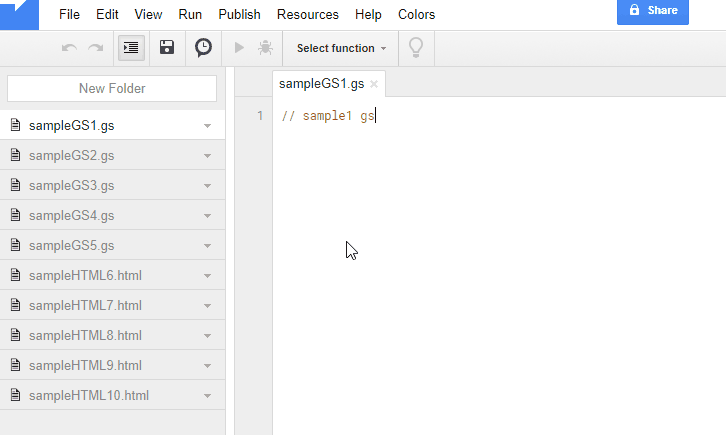 File Edit View Run Publish Resources Help Colors
Share
Select function
New Folder
sampleGS1.gs
sampleGS2.gs
sampleGS3.gs
sampleGS4.gs
sampleGS5.gs
sampleHTML6.html
sampleHTML7.html
sampleHTML8.html
sampleHTML9.html
sampleHTML10.html
sampleGS1.gs
1 // sample1 gs